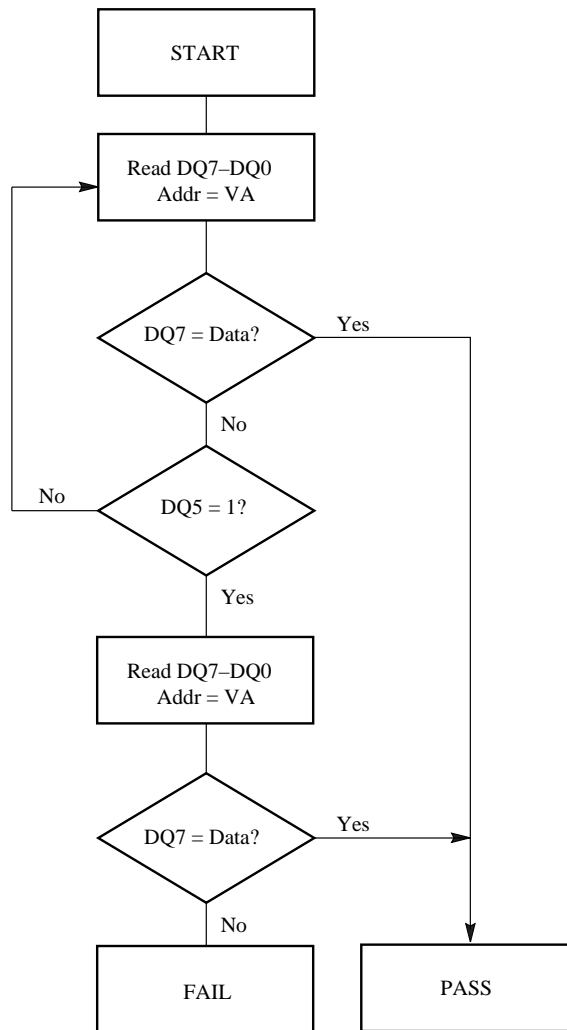 START
Read DQ7–DQ0
Addr = VA
DQ7 = Data?
Yes
No
No
DQ5 = 1?
Yes
Read DQ7–DQ0
Addr = VA
DQ7 = Data?
Yes
No
FAIL
PASS